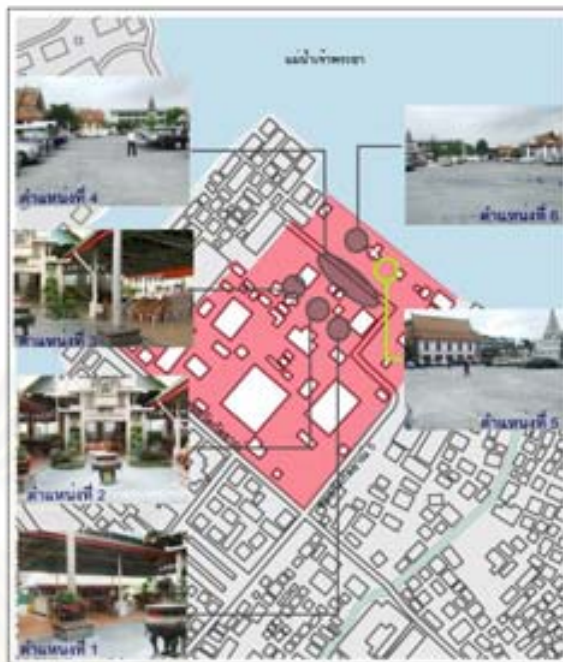 แม่น้ำเจ้าพระยา
ตำแหน่งที่ 4
ตำแหน่งที่ 6
ตำแหน่งที่ 3
ตำแหน่งที่ 5
ตำแหน่งที่ 2
ตำแหน่งที่ 1